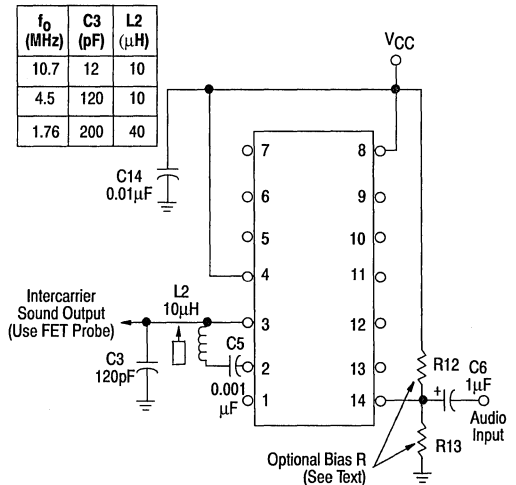 f0 (MHz) C3 (pF) L2 (μH)
10.7 12 10
4.5 120 10
1.76 200 40
VCC
C14
0.01μF
7 8
6 9
5 10
4 11
3 12
2 13
1 14
Intercarrier
Sound Output
(Use FET Probe)
L2
10μH
C3
120pF
C5
0.001
μF
R12
C6
1μF
+
Audio
Input
R13
Optional Bias R
(See Text)